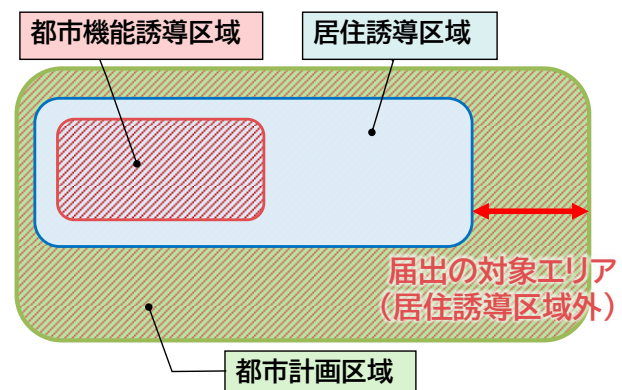 都市機能誘導区域
居住誘導区域
届出の対象エリア
（居住誘導区域外）
都市計画区域